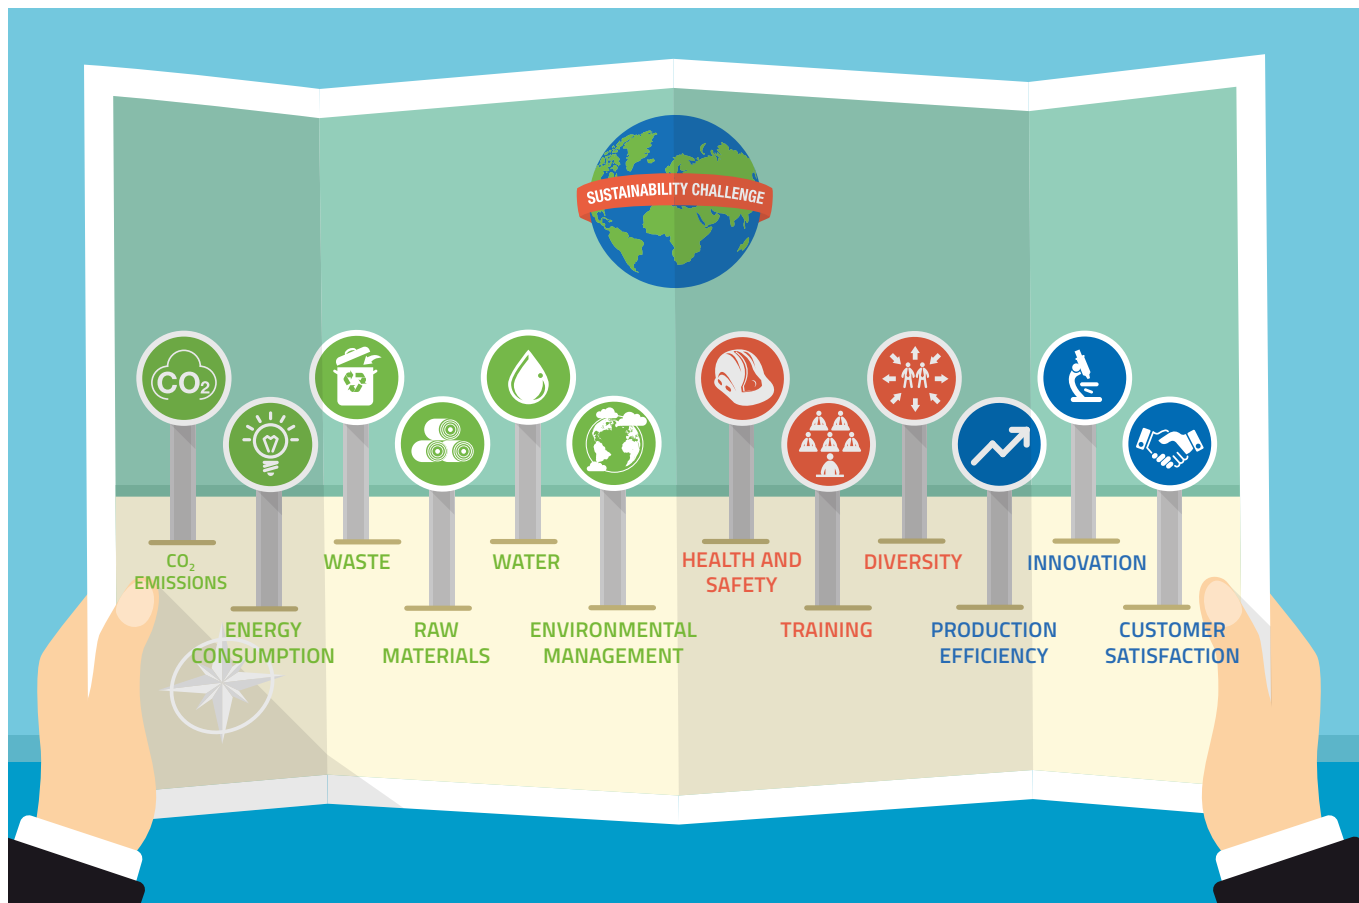 SUSTAINABILITY CHALLENGE
CO₂
CO₂
EMISSIONS
ENERGY
CONSUMPTION
WASTE
RAW
MATERIALS
WATER
ENVIRONMENTAL
MANAGEMENT
HEALTH AND
SAFETY
TRAINING
DIVERSITY
PRODUCTION
EFFICIENCY
INNOVATION
CUSTOMER
SATISFACTION